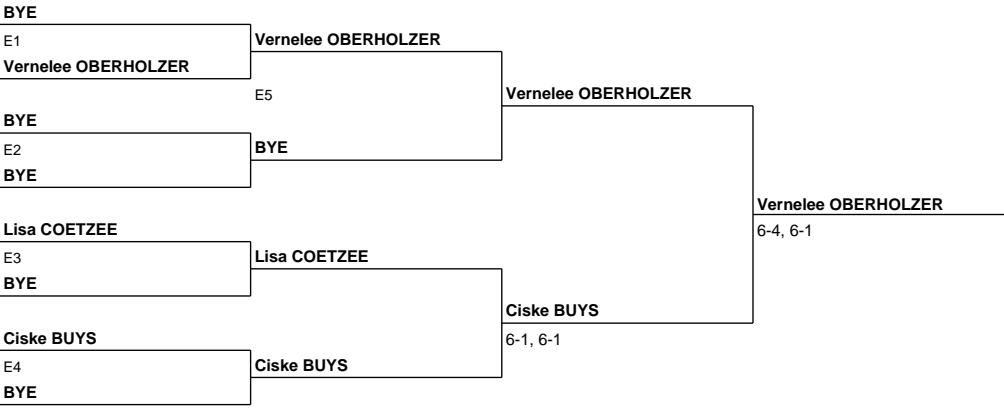 BYE
E1
Vernelee OBERHOLZER
Vernelee OBERHOLZER
E5
Vernelee OBERHOLZER
BYE
E2
BYE
BYE
Vernelee OBERHOLZER
6-4, 6-1
Lisa COETZEE
E3
BYE
Lisa COETZEE
Ciske BUYS
6-1, 6-1
Ciske BUYS
E4
BYE
Ciske BUYS